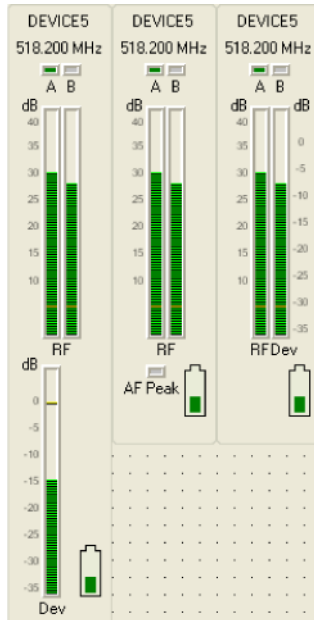 DEVICE5 DEVICE5 DEVICE5
518.200 MHz 518.200 MHz 518.200 MHz
A B A B A B
dB dB dB dB
40 40 40
35 35 35 0
30 30 30 -5
25 25 25 -10
20 20 20 -15
15 15 15 -20
10 10 10 -25
-30
-35
RF RF RFDev
dB
AF Peak
0
-5
-10
-15
-20
-25
-30
-35
Dev